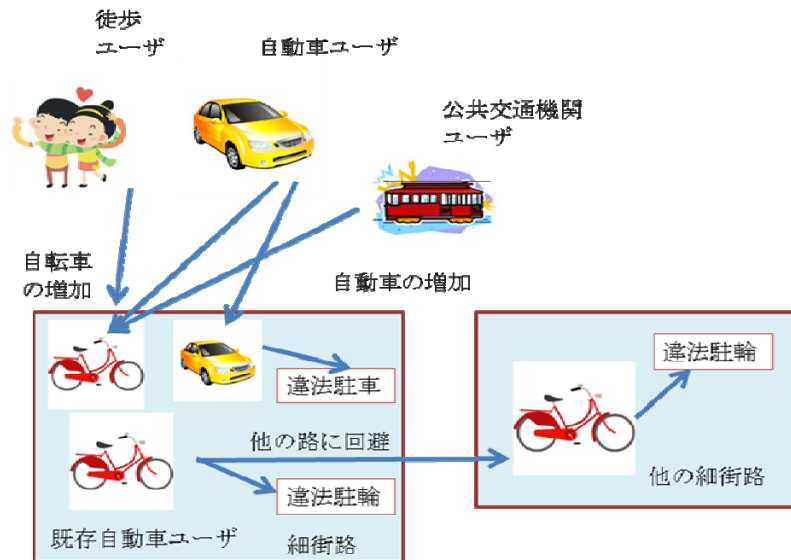 徒歩
ユーザ
自動車ユーザ
公共交通機関
ユーザ
自転車
の増加
自動車の増加
違法駐車
違法駐輪
他の路に回避
違法駐輪
他の細街路
既存自動車ユーザ
細街路